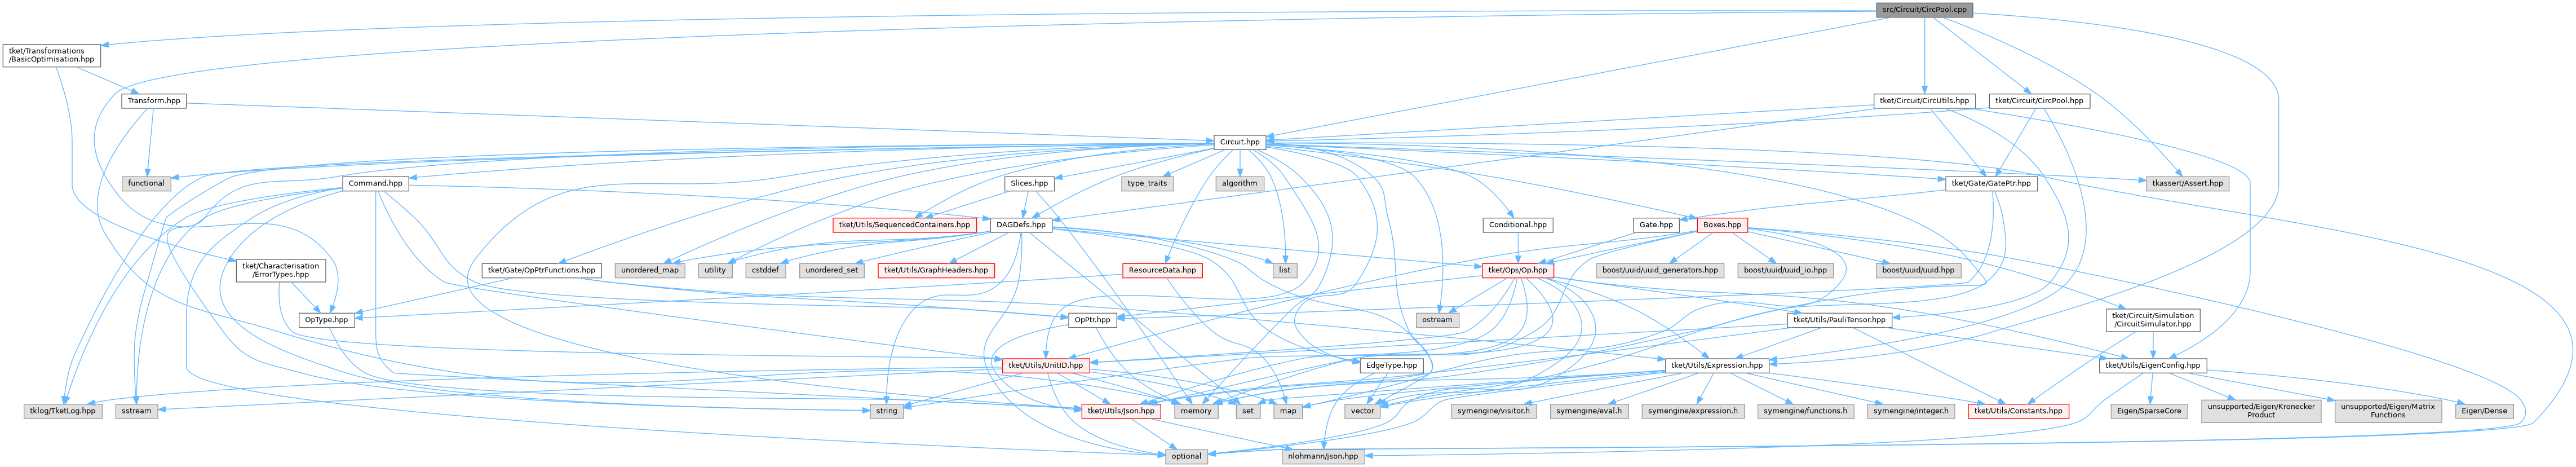 src/Circuit/CircPool.cpp
tket/Transformations
/BasicOptimisation.hpp
Transform.hpp
tket/Circuit/CircUtils.hpp
tket/Circuit/CircPool.hpp
Circuit.hpp
functional
Command.hpp
Slices.hpp
type_traits
algorithm
tket/Gate/GatePtr.hpp
tkassert/Assert.hpp
tket/Utils/SequencedContainers.hpp
DAGDefs.hpp
Conditional.hpp
Gate.hpp
Boxes.hpp
tket/Characterisation
/ErrorTypes.hpp
tket/Gate/OpPtrFunctions.hpp
unordered_map
utility
cstddef
unordered_set
tket/Utils/GraphHeaders.hpp
ResourceData.hpp
list
tket/Ops/Op.hpp
boost/uuid/uuid_generators.hpp
boost/uuid/uuid_io.hpp
boost/uuid/uuid.hpp
OpType.hpp
OpPtr.hpp
ostream
tket/Utils/PauliTensor.hpp
tket/Circuit/Simulation
/CircuitSimulator.hpp
tket/Utils/UnitID.hpp
EdgeType.hpp
tket/Utils/Expression.hpp
tket/Utils/EigenConfig.hpp
tklog/TketLog.hpp
sstream
string
tket/Utils/Json.hpp
memory
set
map
vector
symengine/visitor.h
symengine/eval.h
symengine/expression.h
symengine/functions.h
symengine/integer.h
tket/Utils/Constants.hpp
Eigen/SparseCore
unsupported/Eigen/Kronecker
Product
unsupported/Eigen/Matrix
Functions
Eigen/Dense
optional
nlohmann/json.hpp